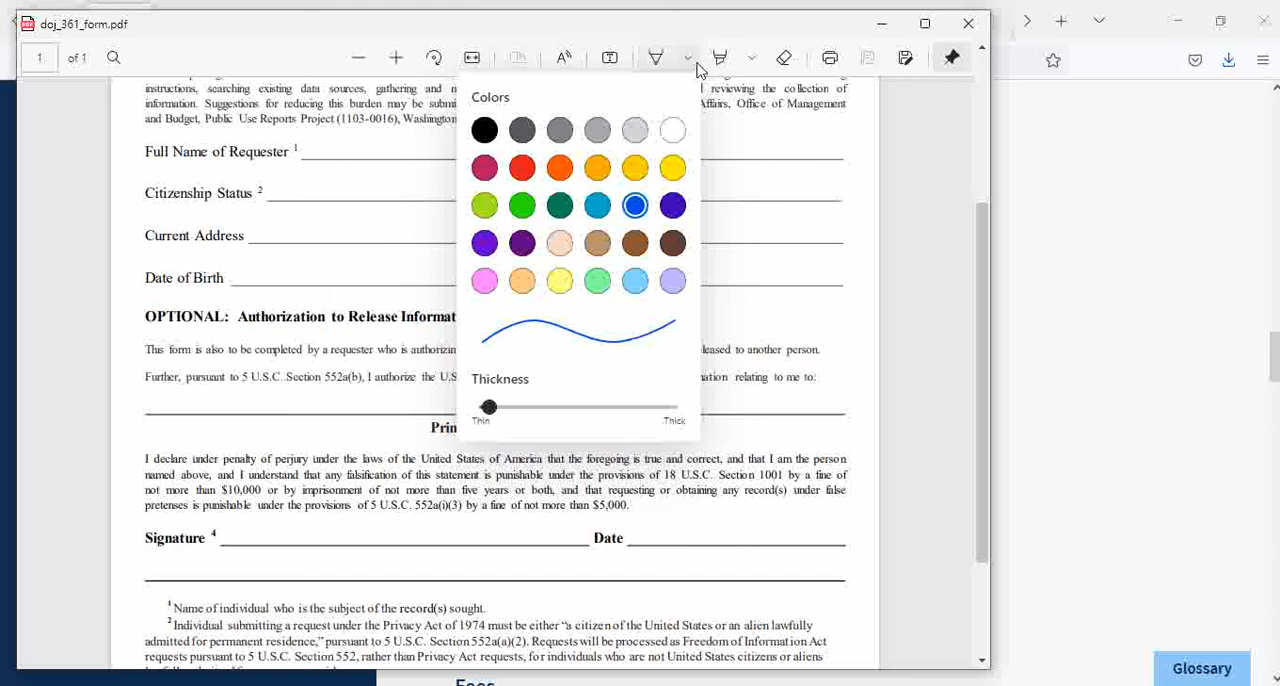 doj_361_form.pdf
1 of 1
Colors
instructions, searching existing data sources, gathering and reviewing the collection of
information. Suggestions for reducing this burden may be Affairs, Office of Management
and Budget, Public Use Reports Project (1103-0016),
Full Name of Requester 1
Citizenship Status 2
Current Address
Date of Birth
OPTIONAL: Authorization to Release
This form is also to be completed by a requester who is to another person.
Further, pursuant to 5 U.S.C. Section 552a(b), I authorize the relating to me to:
Thickness
Thin Thick
I declare under penalty of perjury under the laws of the United States of America that the foregoing is true and correct, and that I am the person
named above, and I understand that any falsification of this statement is punishable under the provisions of 18 U.S.C. Section 1001 by a fine of
not more than $10,000 or by imprisonment of not more than five years or both, and that requesting or obtaining any record(s) under false
pretenses is punishable under the provisions of 5 U.S.C. 552a(i)(3) by a fine of not more than $5,000.
Signature 4 Date
1 Name of individual who is the subject of the record(s) sought.
2 Individual submitting a request under the Privacy Act of 1974 must be either “a citizen of the United States or an alien lawfully
admitted for permanent residence,” pursuant to 5 U.S.C. Section 552a(a)(2). Requests will be processed as Freedom of Information Act
requests pursuant to 5 U.S.C. Section 552, rather than Privacy Act requests, for individuals who are not United States citizens or aliens
Glossary
Fees